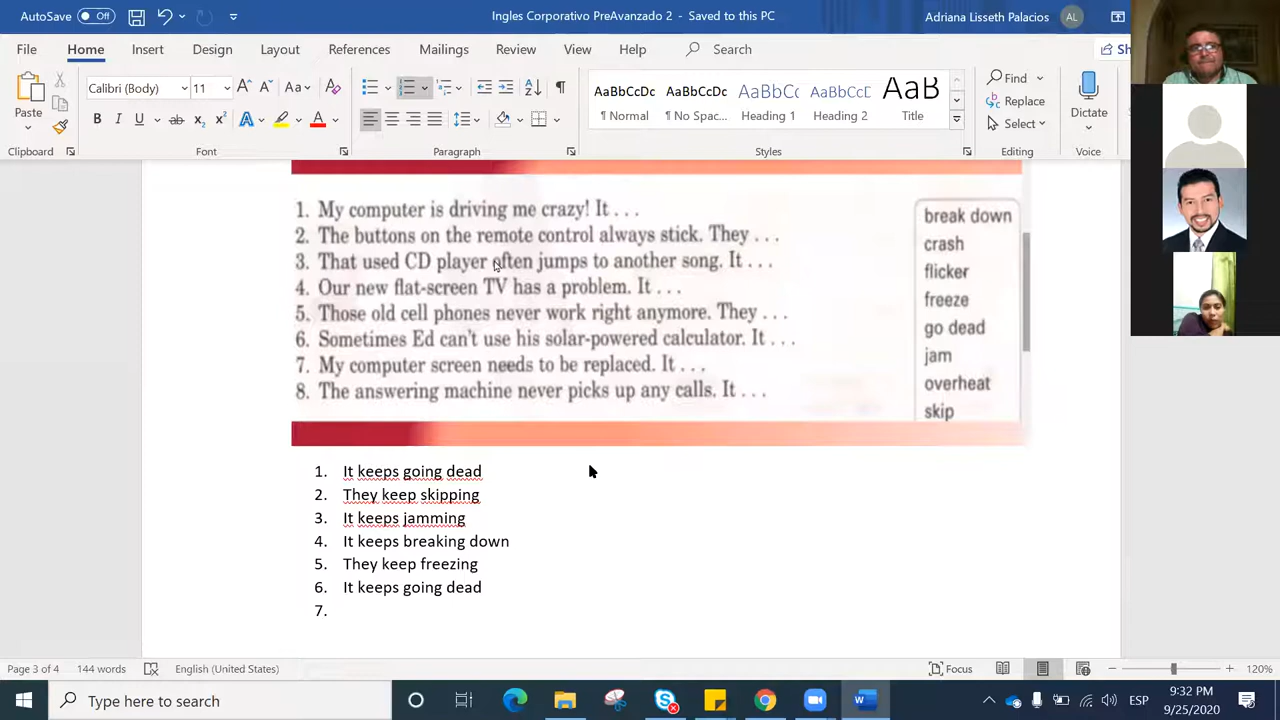 AutoSave Off
Ingles Corporativo PreAvanzado 2 - Saved to this PC
Adriana Lisseth Palacios AL
File Home Insert Design Layout References Mailings Review View Help Search Sh
Paste
Clipboard
Calibri (Body) 11
Font
Paragraph
AaBbCcDc AaBbCcDc AaBbCc AaBbCcD AaB
¶ Normal ¶ No Spac... Heading 1 Heading 2 Title
Styles
Find
Replace
Select
Editing
Dictate
Voice
1. My computer is driving me crazy! It . . .
2. The buttons on the remote control always stick. They . . .
3. That used CD player often jumps to another song. It . . .
4. Our new flat-screen TV has a problem. It . . .
5. Those old cell phones never work right anymore. They . . .
6. Sometimes Ed can't use his solar-powered calculator. It . . .
7. My computer screen needs to be replaced. It . . .
8. The answering machine never picks up any calls. It . . .
break down
crash
flicker
freeze
go dead
jam
overheat
skip
1. It keeps going dead
2. They keep skipping
3. It keeps jamming
4. It keeps breaking down
5. They keep freezing
6. It keeps going dead
7.
Page 3 of 4 144 words English (United States) Focus 120%
Type here to search
ESP
9:32 PM
9/25/2020